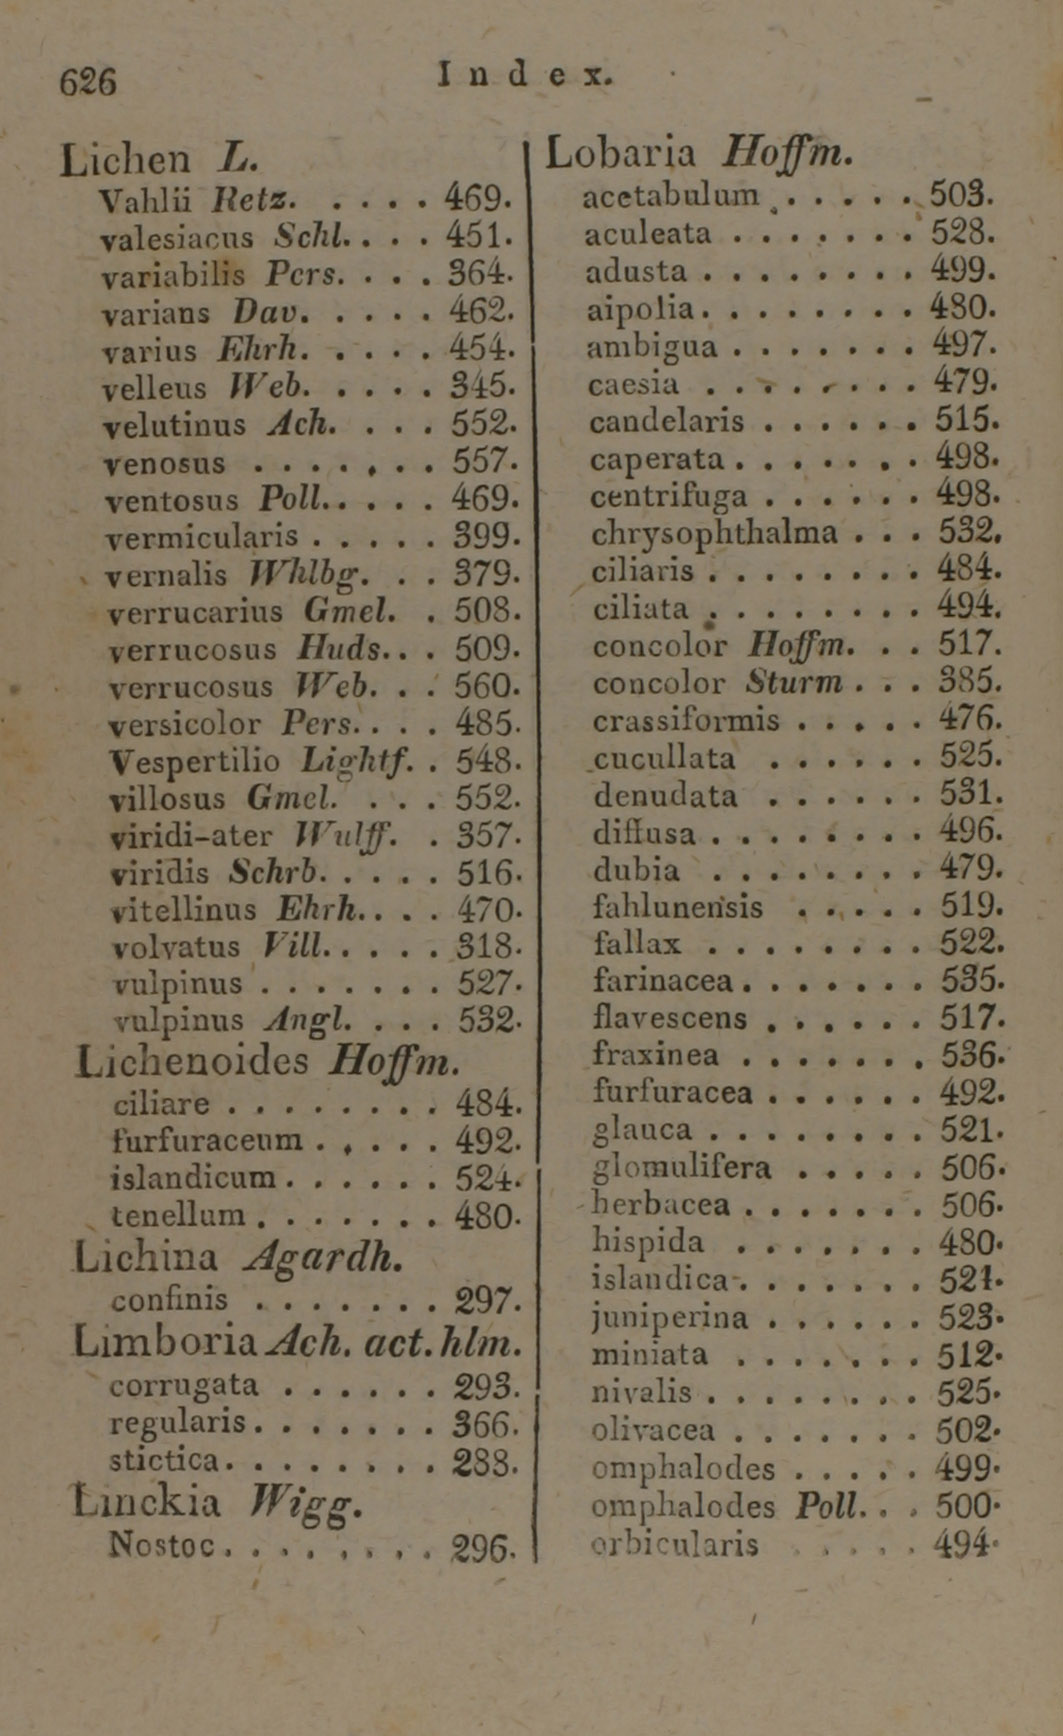 626
Index.
Lichen L.
Vahlii Retz. . . . . 469.
valesiacus Schl. . . . 451.
variabilis Pers. . . . 364.
varians Dav. . . . . 462.
varius Ehrh. . . . . 454.
velleus Web. . . . . 345.
velutinus Ach. . . . 552.
venosus . . . . . . . 557.
ventosus Poll. . . . . 469.
vermicularis . . . . . 399.
vernalis Whlbg. . . 379.
verrucarius Gmel. . 508.
verrucosus Huds. . . 509.
verrucosus Web. . . 560.
versicolor Pers. . . . 485.
Vespertilio Lightf. . 548.
villosus Gmel. . . . 552.
viridi-ater Wulff. . 357.
viridis Schrb. . . . . 516.
vitellinus Ehrh. . . . 470.
volvatus Vill. . . . . 318.
vulpinus . . . . . . . 527.
vulpinus Angl. . . . 532.
Lichenoides Hoffm.
ciliare . . . . . . . . 484.
furfuraceum . . . . . 492.
islandicum . . . . . . 524.
tenellum . . . . . . . 480.
Lichina Agardh.
confinis . . . . . . . 297.
Limboria Ach. act. hlm.
corrugata . . . . . . 293.
regularis . . . . . . . 366.
stictica . . . . . . . . 288.
Linckia Wigg.
Nostoc . . . . . . . . 296.
Lobaria Hoffm.
acetabulum . . . . . . 503.
aculeata . . . . . . . 528.
adusta . . . . . . . . 499.
aipolia . . . . . . . . 480.
ambigua . . . . . . . 497.
caesia . . . . . . . . 479.
candelaris . . . . . . 515.
caperata . . . . . . . 498.
centrifuga . . . . . . 498.
chrysophthalma . . . 532.
ciliaris . . . . . . . . 484.
ciliata . . . . . . . . 494.
concolor Hoffm. . . 517.
concolor Sturm . . . 385.
crassiformis . . . . . 476.
cucullata . . . . . . 525.
denudata . . . . . . 531.
diffusa . . . . . . . . 496.
dubia . . . . . . . . 479.
fahlunensis . . . . . 519.
fallax . . . . . . . . 522.
farinacea . . . . . . . 535.
flavescens . . . . . . 517.
fraxinea . . . . . . . 536.
furfuracea . . . . . . 492.
glauca . . . . . . . . 521.
glomulifera . . . . . 506.
herbacea . . . . . . . 506.
hispida . . . . . . . 480.
islandica . . . . . . . 524.
juniperina . . . . . . 523.
miniata . . . . . . . 512.
nivalis . . . . . . . . 525.
olivacea . . . . . . . 502.
omphalodes . . . . . 499.
omphalodes Poll. . . 500.
orbicularis . . . . . 494.